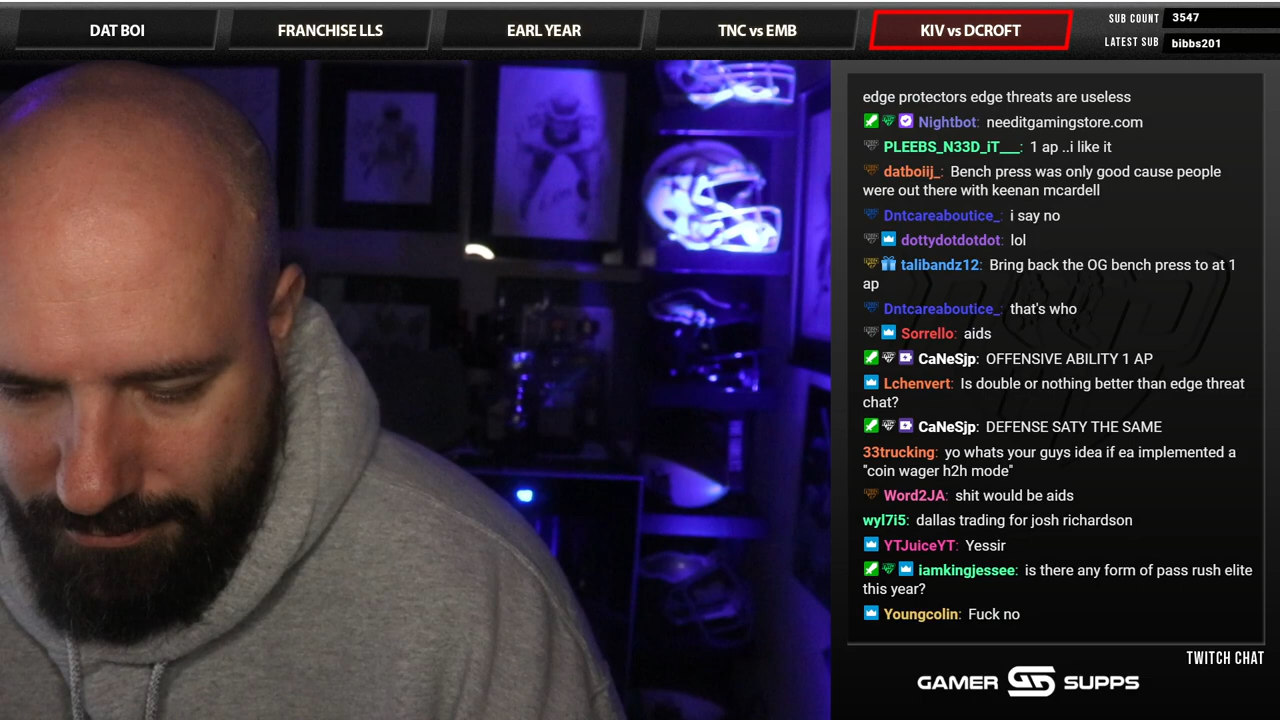 DAT BOI
FRANCHISE LLS
EARL YEAR
TNC vs EMB
KIV vs DCROFT
SUB COUNT 3547
LATEST SUB bibbs201
edge protectors edge threats are useless
Nightbot: needitgamingstore.com
PLEEBS_N33D_iT___: 1 ap ..i like it
datboiij_: Bench press was only good cause people
were out there with keenan mcardell
Dntcareaboutice_: i say no
dottydotdotdot: lol
talibandz12: Bring back the OG bench press to at 1
ap
Dntcareaboutice_: that's who
Sorrello: aids
CaNeSjp: OFFENSIVE ABILITY 1 AP
Lchenvert: Is double or nothing better than edge threat
chat?
CaNeSjp: DEFENSE SATY THE SAME
33trucking: yo whats your guys idea if ea implemented a
"coin wager h2h mode"
Word2JA: shit would be aids
wyl7i5: dallas trading for josh richardson
YTJuiceYT: Yessir
iamkingjessee: is there any form of pass rush elite
this year?
Youngcolin: Fuck no
TWITCH CHAT
GAMER SUPPS